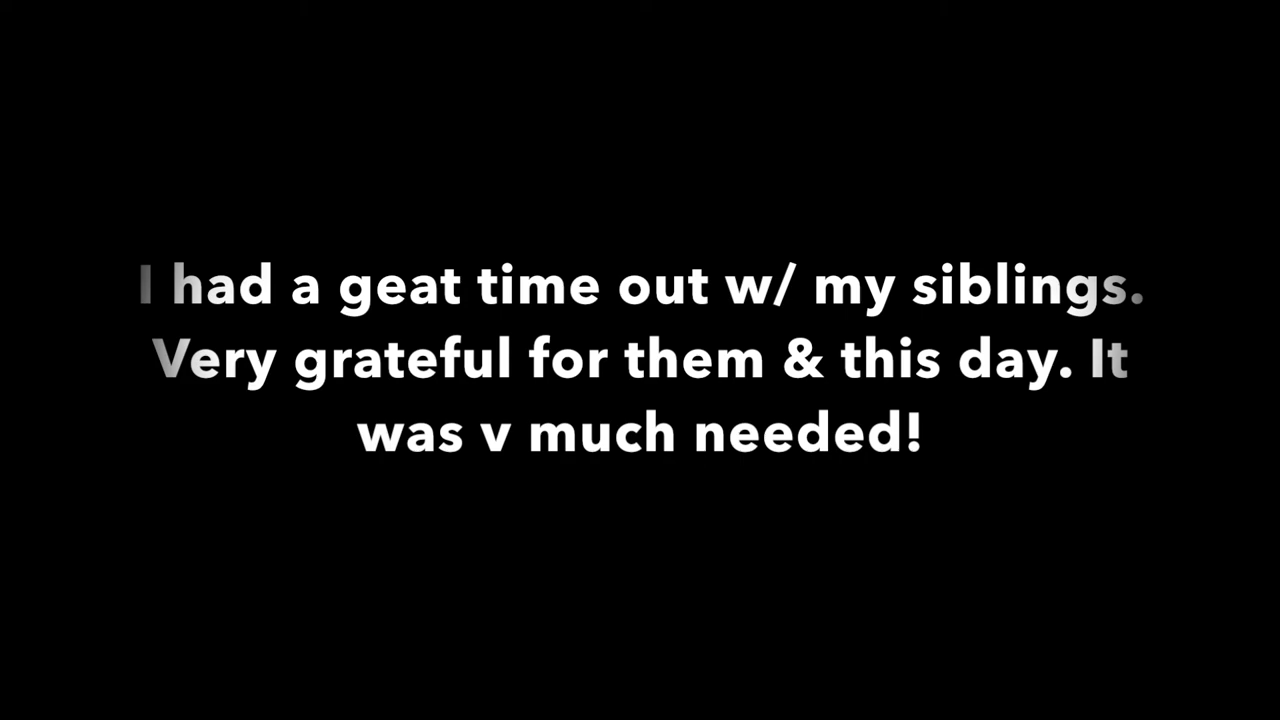 I had a geat time out w/ my siblings.
Very grateful for them & this day. It
was v much needed!